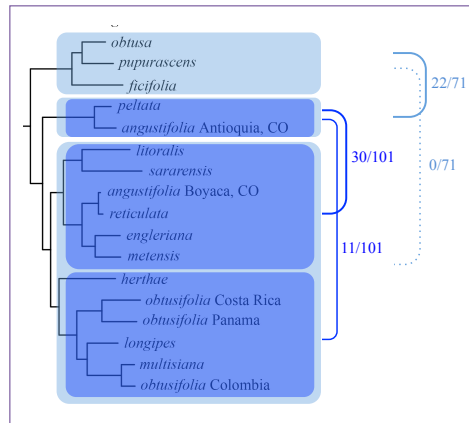 obtusa
pupurascens
ficifolia
peltata
angustifolia Antioquia, CO
litoralis
sararensis
angustifolia Boyaca, CO
reticulata
engleriana
metensis
herthae
obtusifolia Costa Rica
obtusifolia Panama
longipes
multisiana
obtusifolia Colombia
22/71
30/101
0/71
11/101